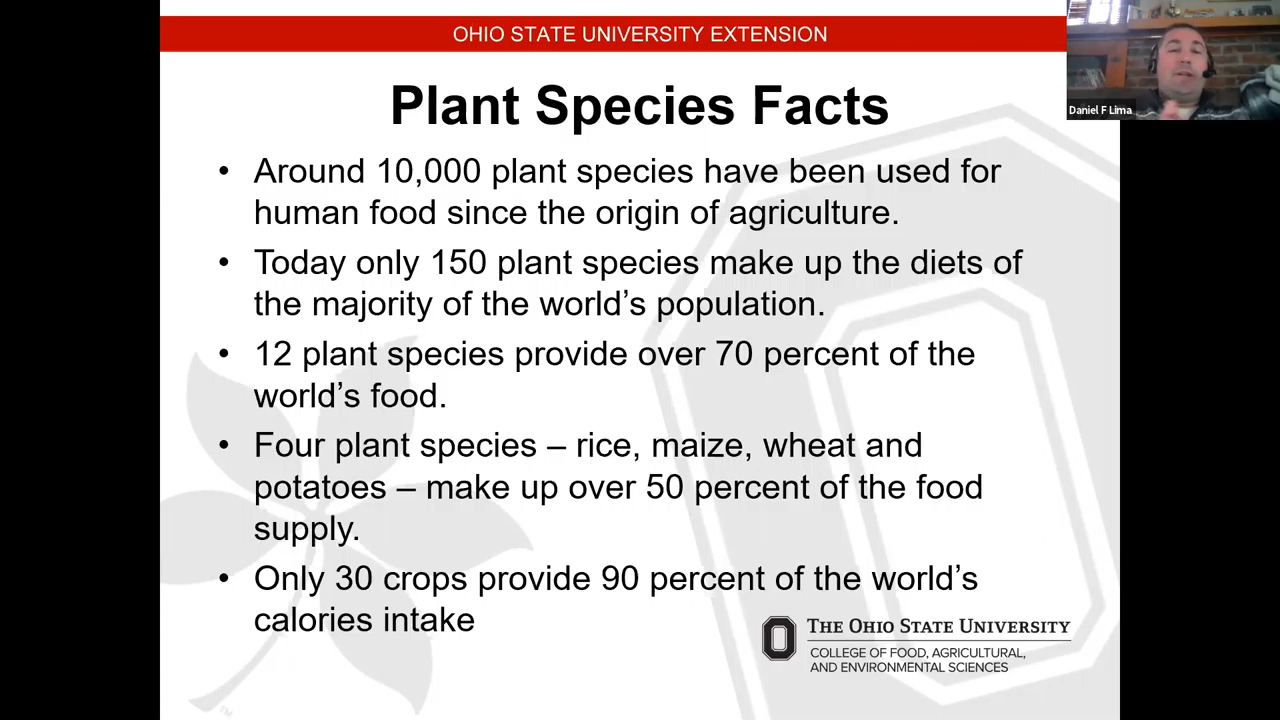 OHIO STATE UNIVERSITY EXTENSION
Daniel F Lima
Plant Species Facts
• Around 10,000 plant species have been used for
human food since the origin of agriculture.
• Today only 150 plant species make up the diets of
the majority of the world’s population.
• 12 plant species provide over 70 percent of the
world’s food.
• Four plant species – rice, maize, wheat and
potatoes – make up over 50 percent of the food
supply.
• Only 30 crops provide 90 percent of the world’s
calories intake
THE OHIO STATE UNIVERSITY
COLLEGE OF FOOD, AGRICULTURAL,
AND ENVIRONMENTAL SCIENCES
TM